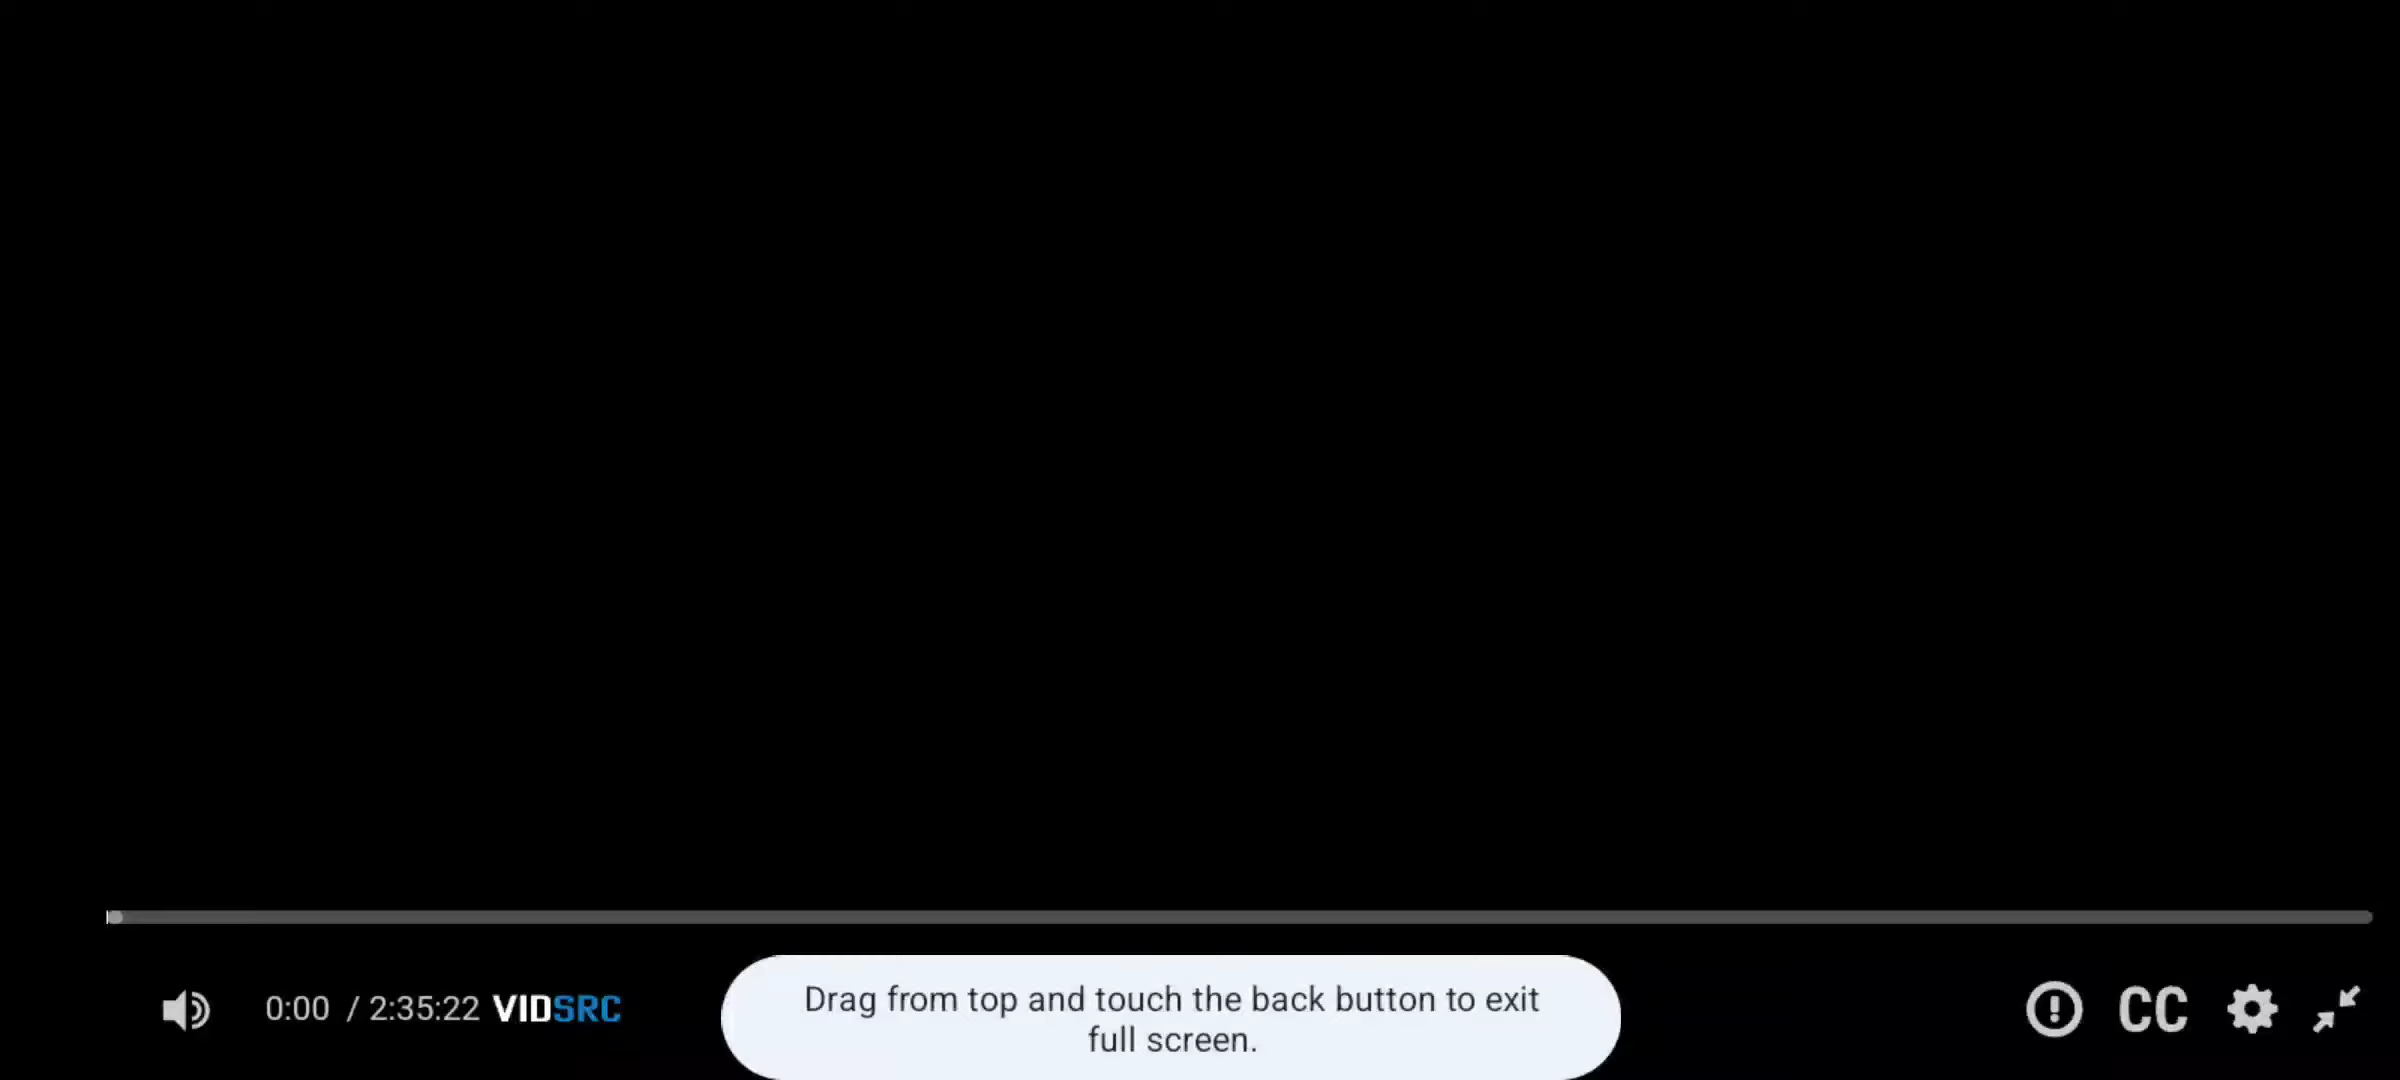 0:00 / 2:35:22 VIDSRC
Drag from top and touch the back button to exit
full screen.
CC